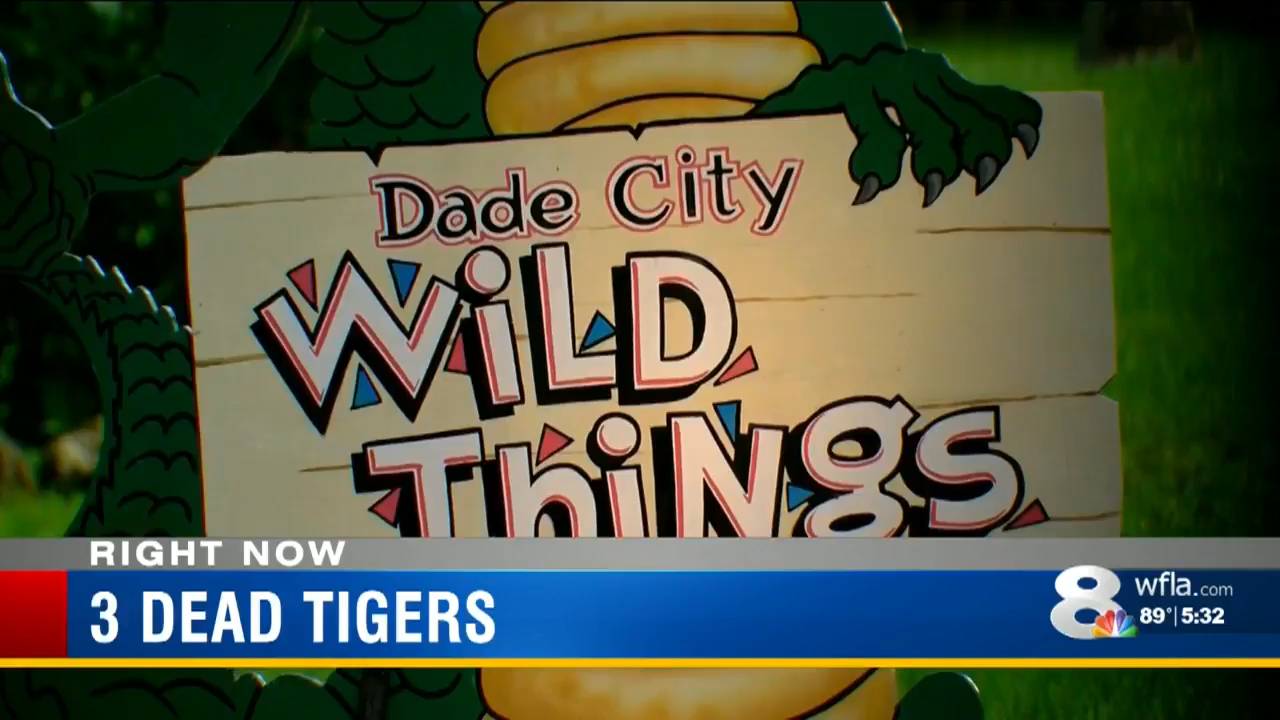 Dade City
WiLD
ThiNgs
RIGHT NOW
3 DEAD TIGERS
8
wfla.com
89° | 5:32